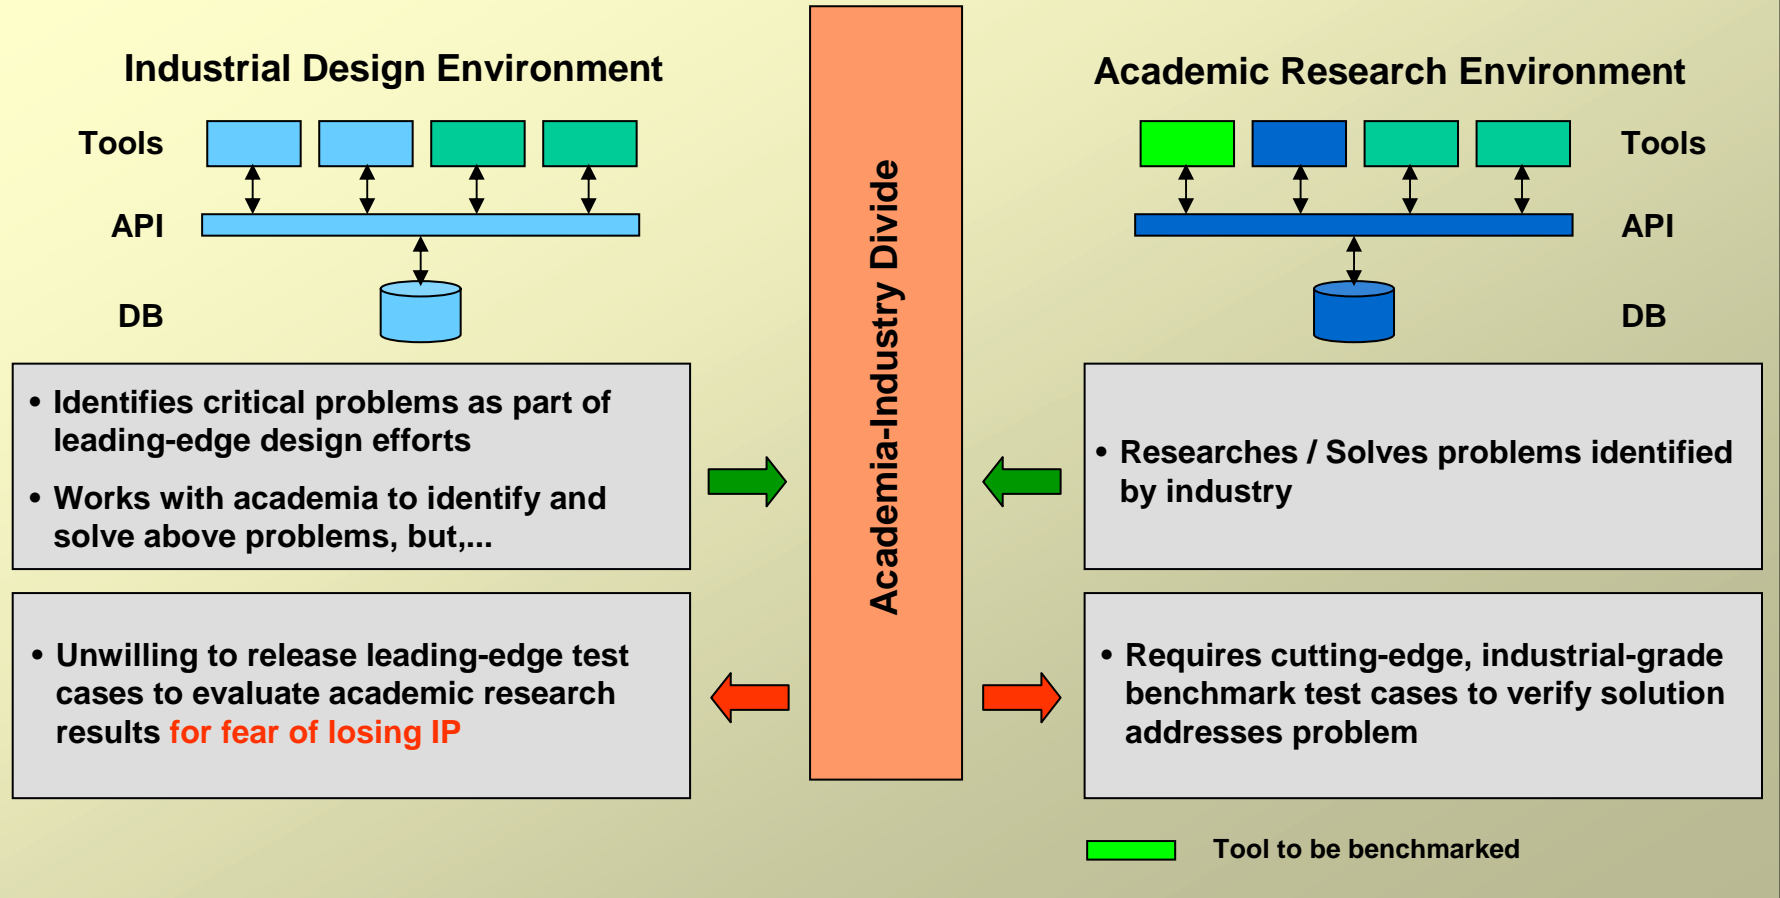 Industrial Design Environment
Tools
API
DB
• Identifies critical problems as part of
leading-edge design efforts
• Works with academia to identify and
solve above problems, but,...
• Unwilling to release leading-edge test
cases to evaluate academic research
results for fear of losing IP
Academia-Industry Divide
Academic Research Environment
Tools
API
DB
• Researches / Solves problems identified
by industry
• Requires cutting-edge, industrial-grade
benchmark test cases to verify solution
addresses problem
Tool to be benchmarked